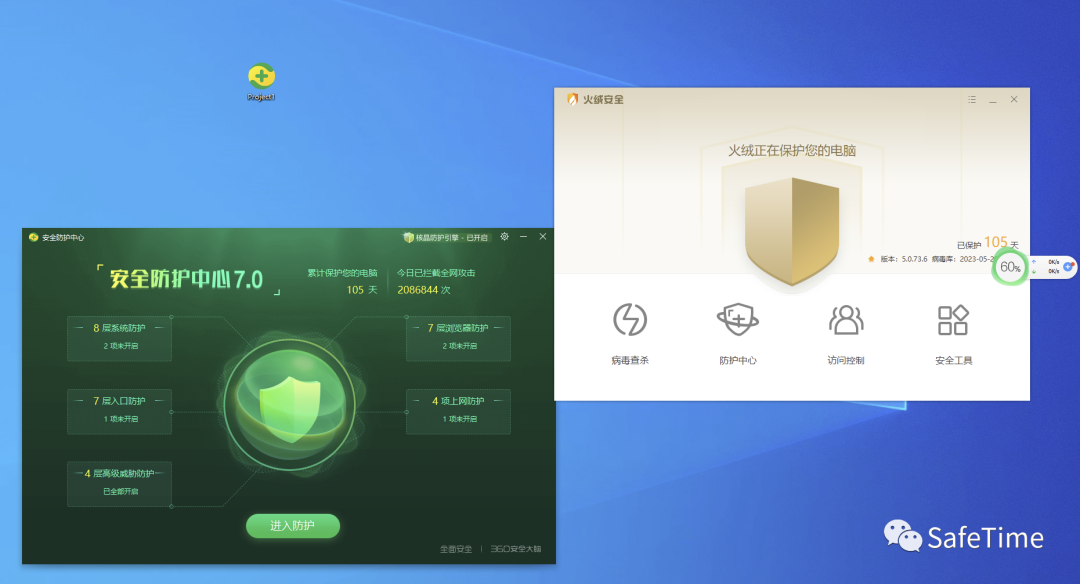 Project1
安全防护中心
核晶防护引擎 - 已开启
安全防护中心7.0
累计保护您的电脑
105 天
今日已拦截全网攻击
2086844 次
8 层系统防护
2 项未开启
7 层浏览器防护
2 项未开启
7 层入口防护
1 项未开启
4 项上网防护
1 项未开启
4 层高级威胁防护
已全部开启
进入防护
全面安全 | 360安全大脑
火绒安全
火绒正在保护您的电脑
已保护 105 天
版本: 5.0.73.6 病毒库: 2023-05-2
60%
0K/s
0K/s
病毒查杀
防护中心
访问控制
安全工具
SafeTime